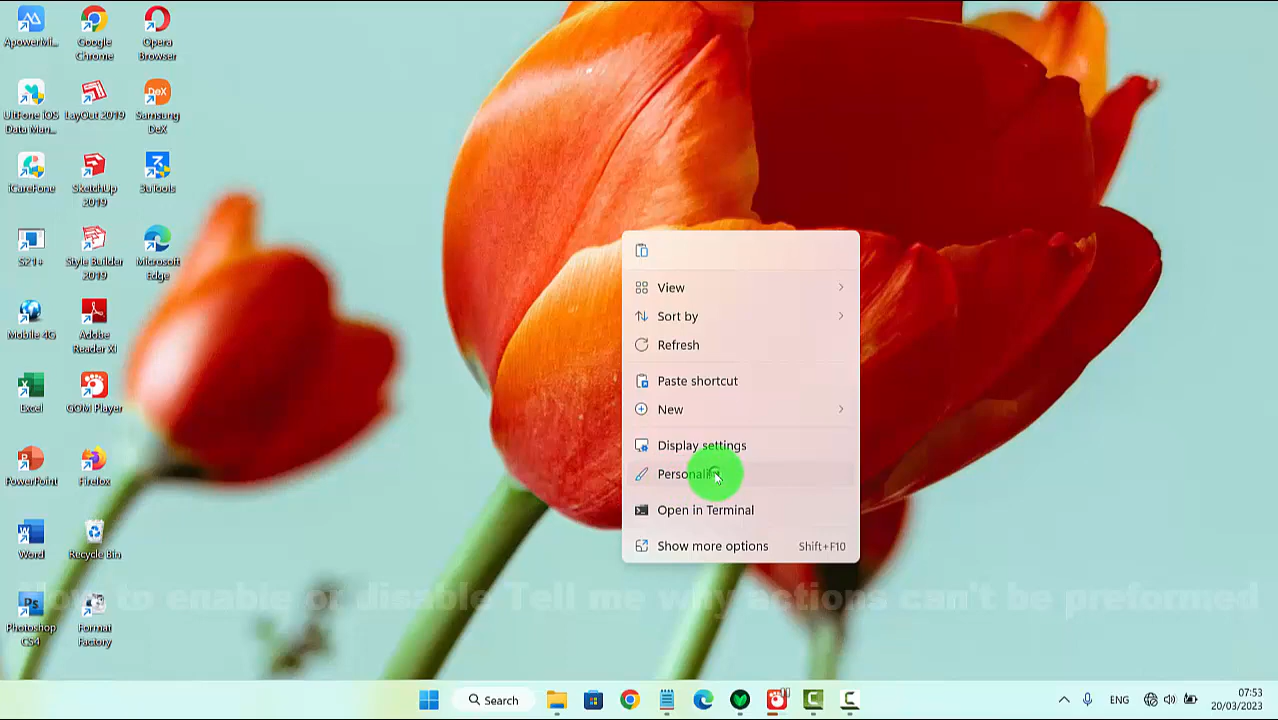 ApowerMi...
Google
Chrome
Opera
Browser
UltFone iOS
Data Man...
LayOut 2019
Samsung
DeX
iCareFone
SketchUp
2019
3uTools
S21+
Style Builder
2019
Microsoft
Edge
Mobile 4G
Adobe
Reader XI
Excel
GOM Player
PowerPoint
Firefox
Word
Recycle Bin
Photoshop
CS4
Format
Factory
View
Sort by
Refresh
Paste shortcut
New
Display settings
Personalize
Open in Terminal
Show more options Shift+F10
How to enable or disable Tell me why actions can't be preformed
Search
ENG
07:53
20/03/2023